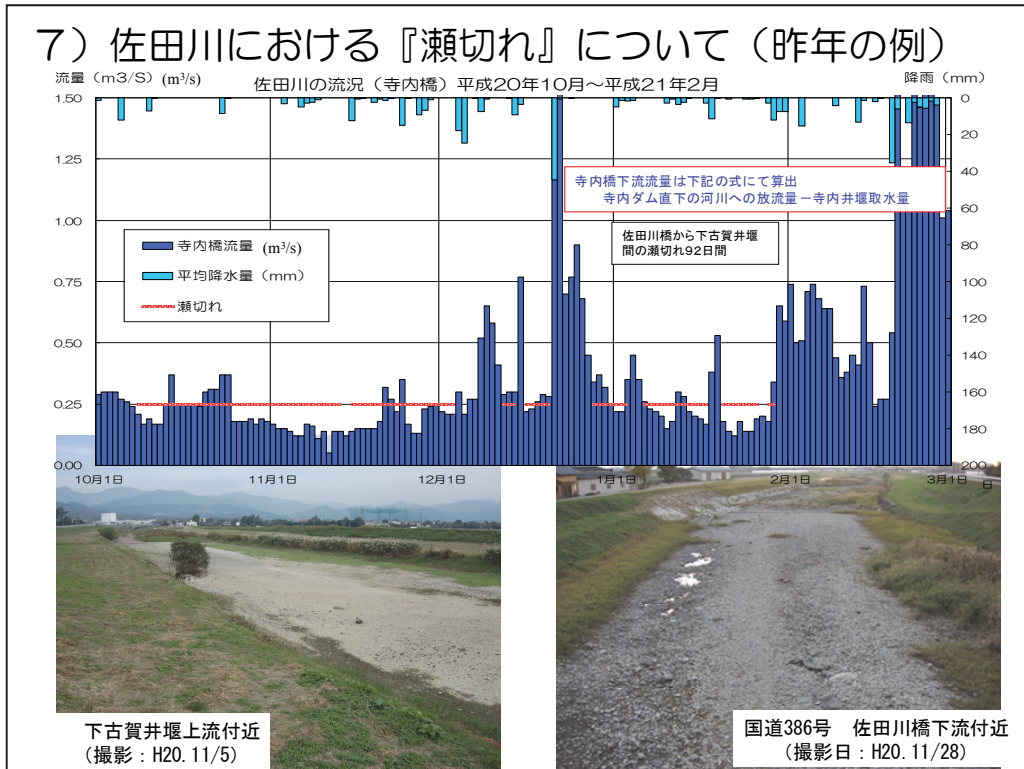 7）佐田川における『瀬切れ』について（昨年の例）
流量（m3/S）(m³/s)
降雨（mm）
佐田川の流況（寺内橋）平成20年10月～平成21年2月
1.50
1.25
1.00
0.75
0.50
0.25
0.00
0
20
40
60
80
100
120
140
160
180
200
寺内橋下流流量は下記の式にて算出
寺内ダム直下の河川への放流量－寺内井堰取水量
佐田川橋から下古賀井堰
間の瀬切れ92日間
寺内橋流量 (m³/s)
平均降水量（mm）
瀬切れ
10月1日
11月1日
12月1日
1月1日
2月1日
3月1日
日
下古賀井堰上流付近
（撮影：H20.11/5）
国道386号　佐田川橋下流付近
（撮影日：H20.11/28）